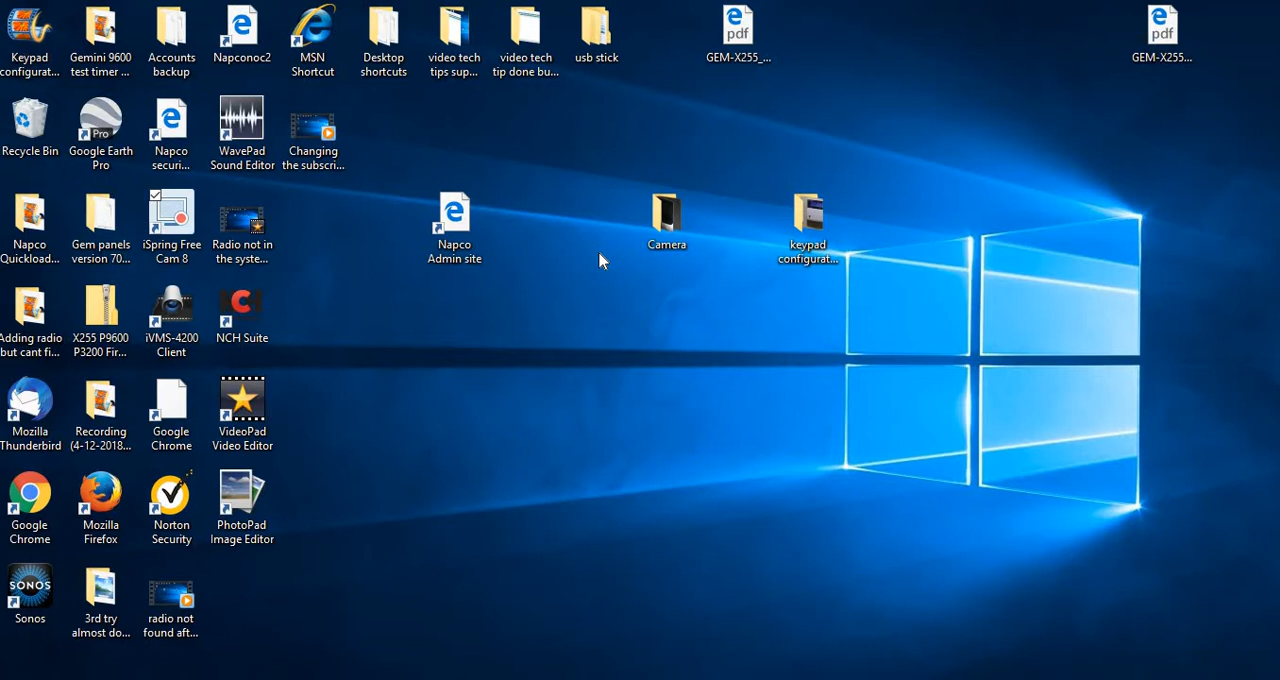 Keypad
configurat...
Gemini 9600
test timer ...
Accounts
backup
Napconoc2
MSN
Shortcut
Desktop
shortcuts
video tech
tips sup...
video tech
tip done bu...
usb stick
pdf
GEM-X255_...
pdf
GEM-X255...
Recycle Bin
Pro
Google Earth
Pro
Napco
securi...
WavePad
Sound Editor
Changing
the subscri...
Napco
Quickload...
Gem panels
version 70...
iSpring Free
Cam 8
Radio not in
the syste...
Napco
Admin site
Camera
keypad
configurat...
Adding radio
but cant fi...
X255 P9600
P3200 Fir...
iVMS-4200
Client
NCH
NCH Suite
Mozilla
Thunderbird
Recording
(4-12-2018...
Google
Chrome
VideoPad
Video Editor
Google
Chrome
Mozilla
Firefox
Norton
Security
PhotoPad
Image Editor
SONOS
Sonos
3rd try
almost do...
radio not
found aft...